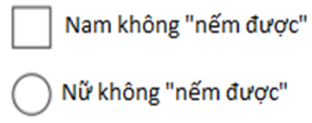 Nam không "nếm được"
Nữ không "nếm được"